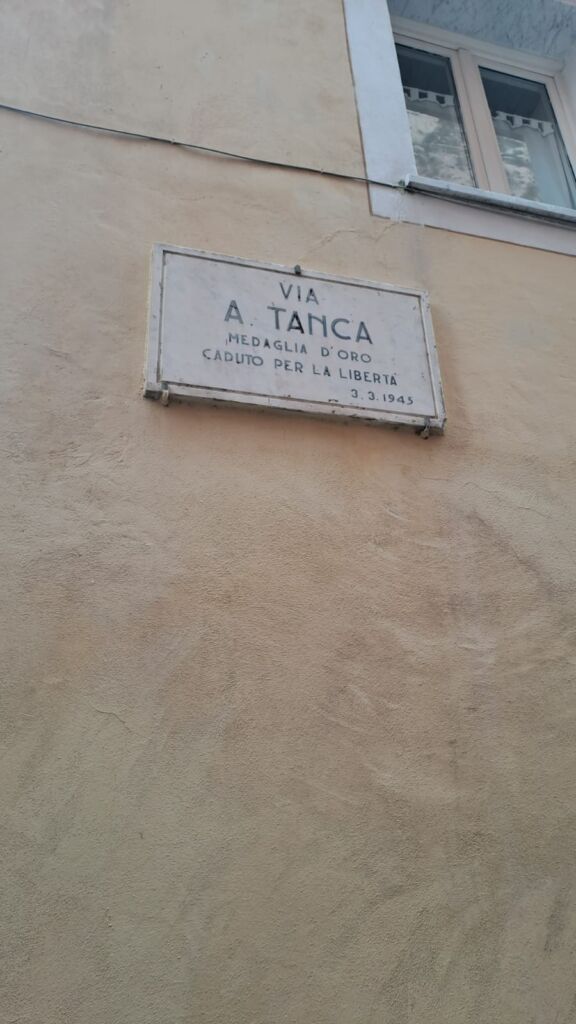 VIA
A. TANCA
MEDAGLIA D'ORO
CADUTO PER LA LIBERTÀ
3.3.1945